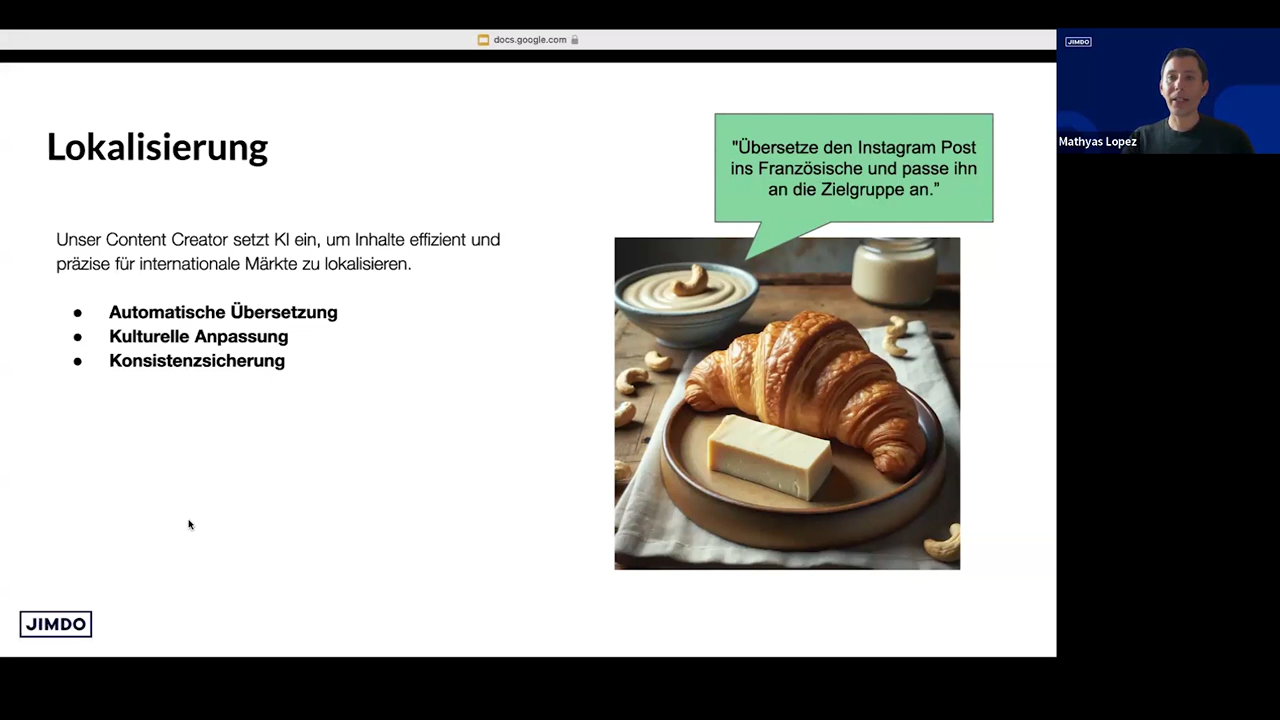 docs.google.com
JIMDO
Mathyas Lopez
Lokalisierung
"Übersetze den Instagram Post
ins Französische und passe ihn
an die Zielgruppe an.”
Unser Content Creator setzt KI ein, um Inhalte effizient und
präzise für internationale Märkte zu lokalisieren.
● Automatische Übersetzung
● Kulturelle Anpassung
● Konsistenzsicherung
JIMDO